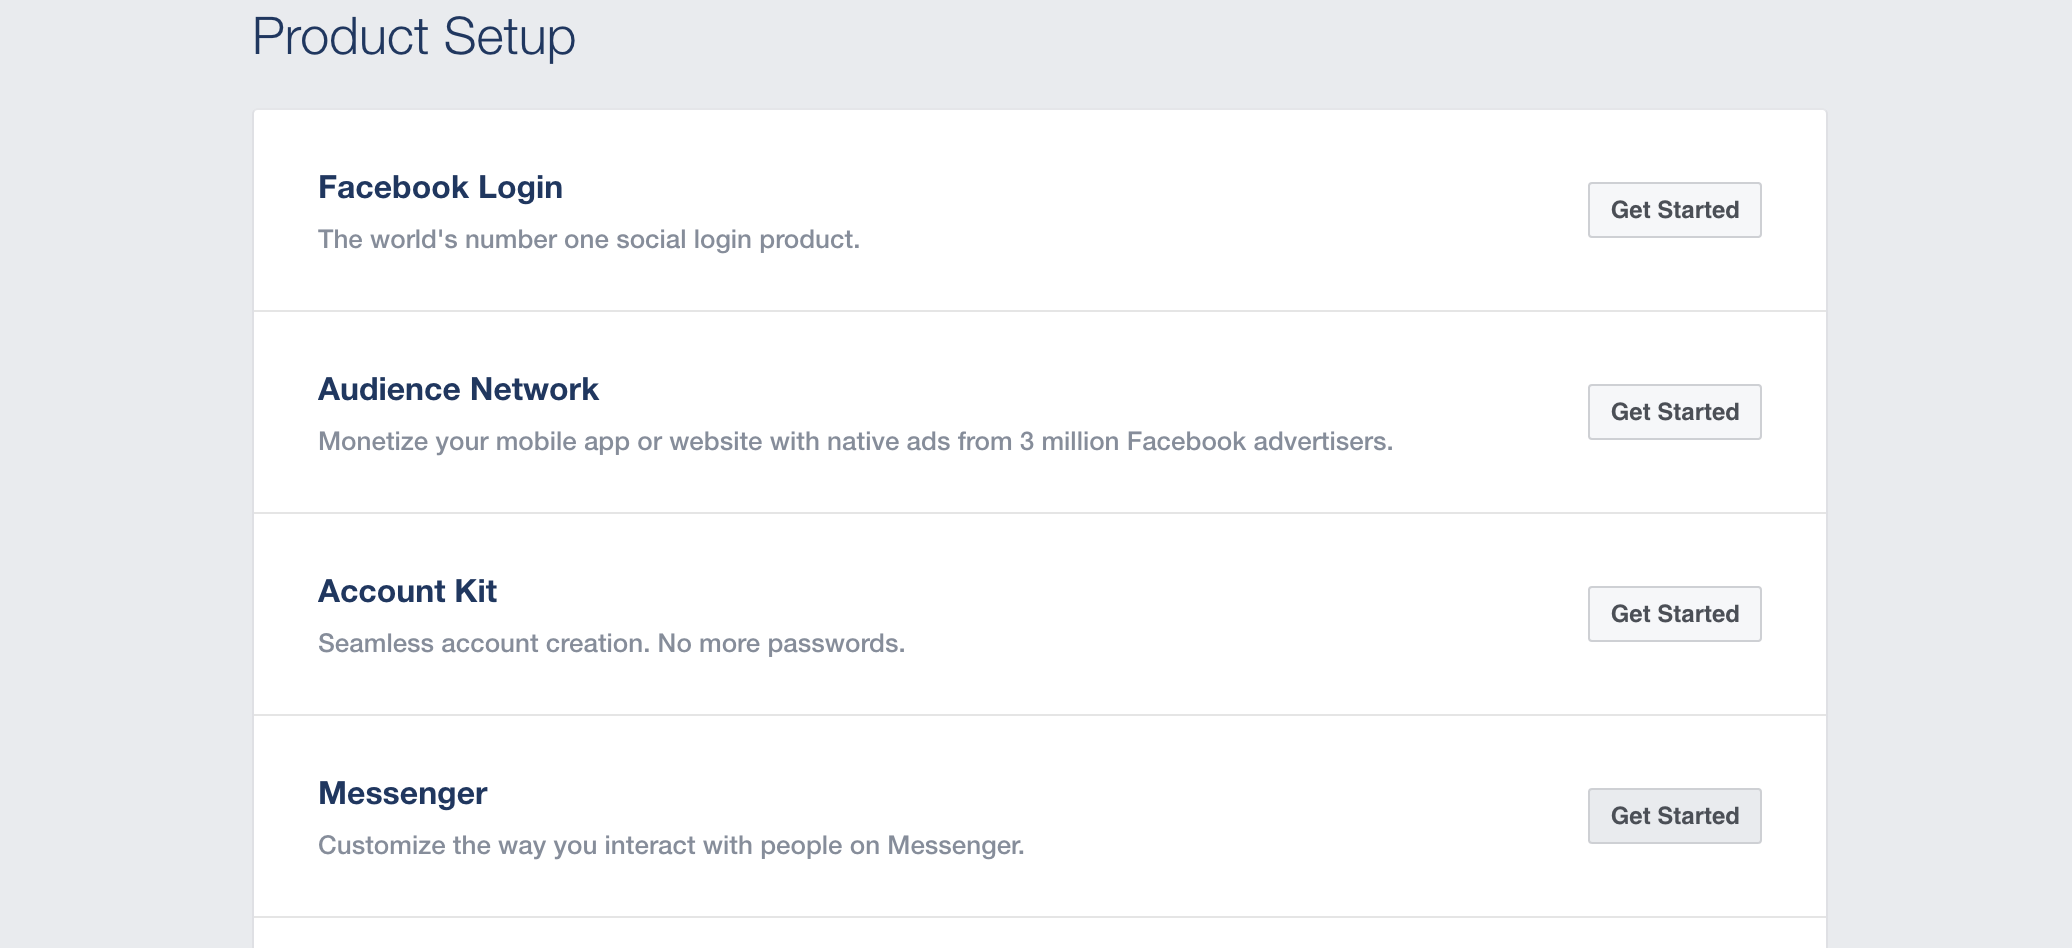 Product Setup
Facebook Login
Get Started
The world's number one social login product.
Audience Network
Get Started
Monetize your mobile app or website with native ads from 3 million Facebook advertisers.
Account Kit
Get Started
Seamless account creation. No more passwords.
Messenger
Get Started
Customize the way you interact with people on Messenger.